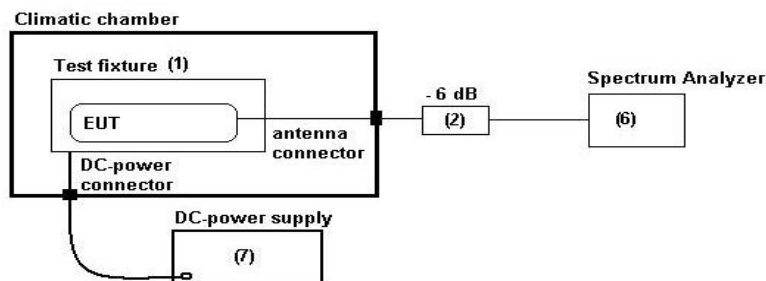 Climatic chamber
Test fixture (1)
EUT
antenna
connector
DC-power
connector
- 6 dB
(2)
Spectrum Analyzer
(6)
DC-power supply
(7)